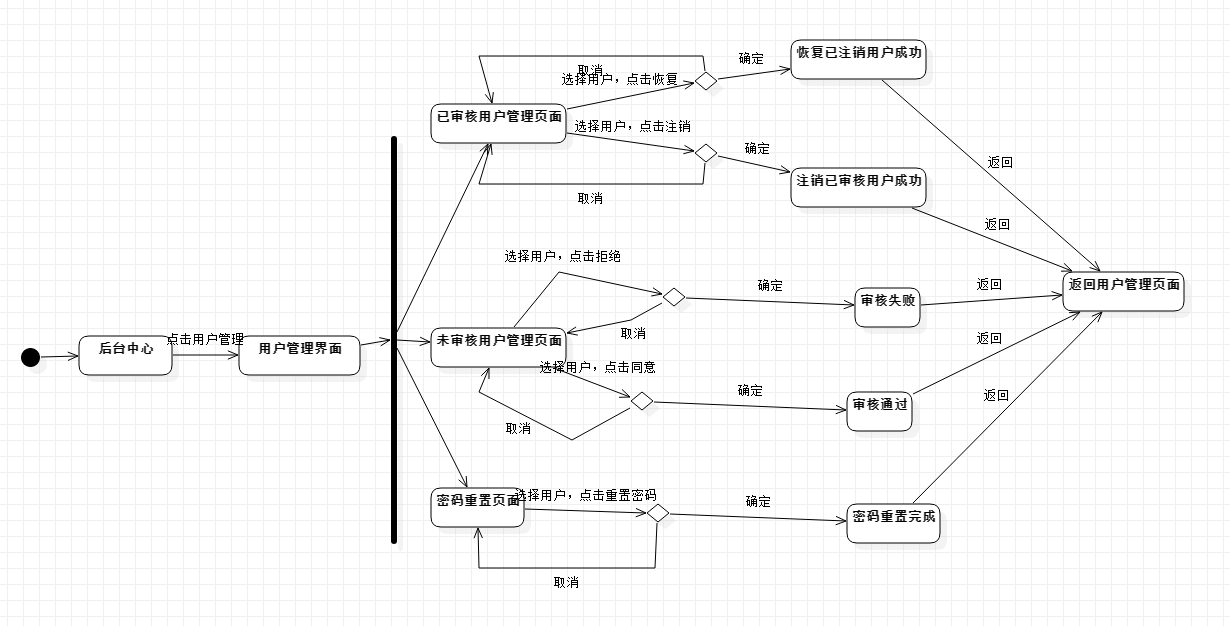 取消
选择用户，点击恢复
确定
恢复已注销用户成功
已审核用户管理页面
选择用户，点击注销
确定
注销已审核用户成功
取消
返回
返回
选择用户，点击拒绝
确定
审核失败
返回
返回用户管理页面
取消
后台中心
点击用户管理
用户管理界面
未审核用户管理页面
选择用户，点击同意
确定
审核通过
返回
取消
返回
密码重置页面
选择用户，点击重置密码
确定
密码重置完成
取消